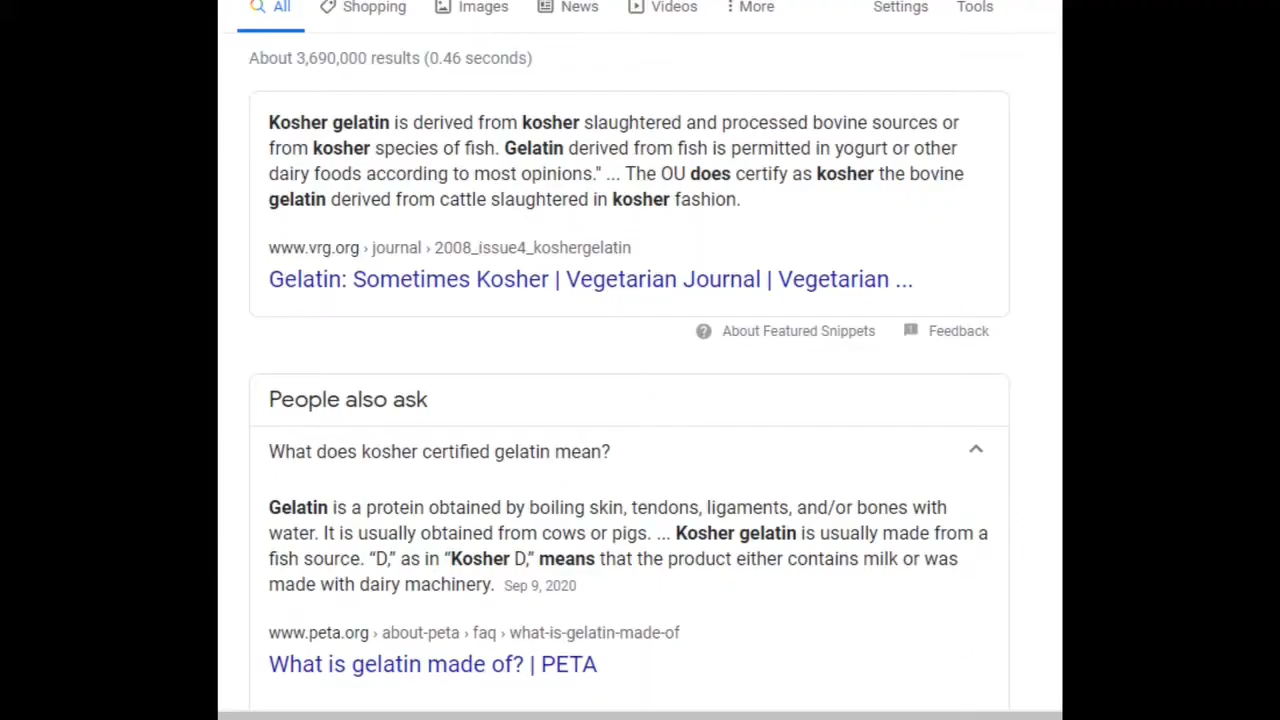 All Shopping Images News Videos More Settings Tools
About 3,690,000 results (0.46 seconds)
Kosher gelatin is derived from kosher slaughtered and processed bovine sources or
from kosher species of fish. Gelatin derived from fish is permitted in yogurt or other
dairy foods according to most opinions." ... The OU does certify as kosher the bovine
gelatin derived from cattle slaughtered in kosher fashion.
www.vrg.org › journal › 2008_issue4_koshergelatin
Gelatin: Sometimes Kosher | Vegetarian Journal | Vegetarian ...
About Featured Snippets Feedback
People also ask
What does kosher certified gelatin mean?
Gelatin is a protein obtained by boiling skin, tendons, ligaments, and/or bones with
water. It is usually obtained from cows or pigs. ... Kosher gelatin is usually made from a
fish source. “D,” as in “Kosher D,” means that the product either contains milk or was
made with dairy machinery. Sep 9, 2020
www.peta.org › about-peta › faq › what-is-gelatin-made-of
What is gelatin made of? | PETA